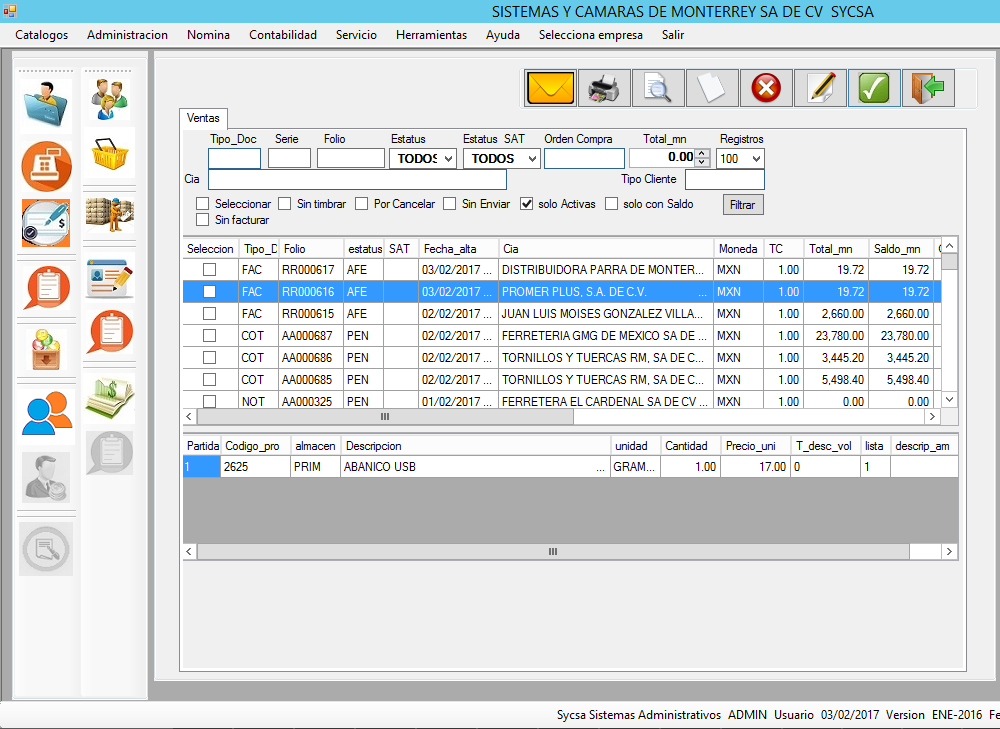 SISTEMAS Y CAMARAS DE MONTERREY SA DE CV  SYCSA
Catalogos Administracion Nomina Contabilidad Servicio Herramientas Ayuda Selecciona empresa Salir
Ventas
Tipo_Doc Serie Folio Estatus Estatus SAT Orden Compra Total_mn Registros
TODOS TODOS 0.00 100
Cia Tipo Cliente
Seleccionar Sin timbrar Por Cancelar Sin Enviar solo Activas solo con Saldo Filtrar
Sin facturar
Seleccion Tipo_D Folio estatus SAT Fecha_alta Cia Moneda TC Total_mn Saldo_mn
FAC RR000617 AFE 03/02/2017 ... DISTRIBUIDORA PARRA DE MONTER... MXN 1.00 19.72 19.72
FAC RR000616 AFE 03/02/2017 ... PROMER PLUS, S.A. DE C.V. ... MXN 1.00 19.72 19.72
FAC RR000615 AFE 02/02/2017 ... JUAN LUIS MOISES GONZALEZ VILLA... MXN 1.00 2,660.00 2,660.00
COT AA000687 PEN 02/02/2017 ... FERRETERIA GMG DE MEXICO SA DE... MXN 1.00 23,780.00 23,780.00
COT AA000686 PEN 02/02/2017 ... TORNILLOS Y TUERCAS RM, SA DE C... MXN 1.00 3,445.20 3,445.20
COT AA000685 PEN 02/02/2017 ... TORNILLOS Y TUERCAS RM, SA DE C... MXN 1.00 5,498.40 5,498.40
NOT AA000325 PEN 01/02/2017 ... FERRETERA EL CARDENAL SA DE CV ... MXN 1.00 0.00 0.00
Partida Codigo_pro almacen Descripcion unidad Cantidad Precio_uni T_desc_vol lista descrip_am
1 2625 PRIM ABANICO USB ... GRAM... 1.00 17.00 0 1
Sycsa Sistemas Administrativos ADMIN Usuario 03/02/2017 Version ENE-2016 Fe